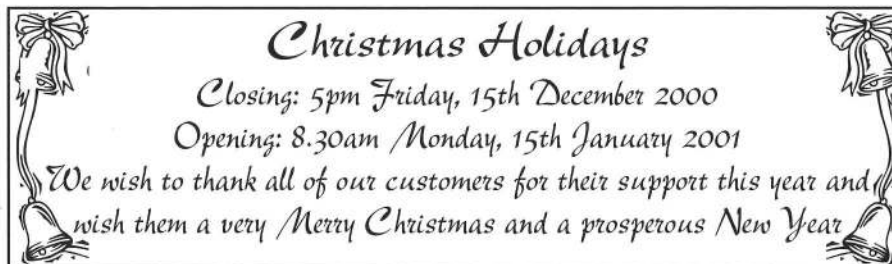 Christmas Holidays
Closing: 5pm Friday, 15th December 2000
Opening: 8.30am Monday, 15th January 2001
We wish to thank all of our customers for their support this year and
wish them a very Merry Christmas and a prosperous New Year